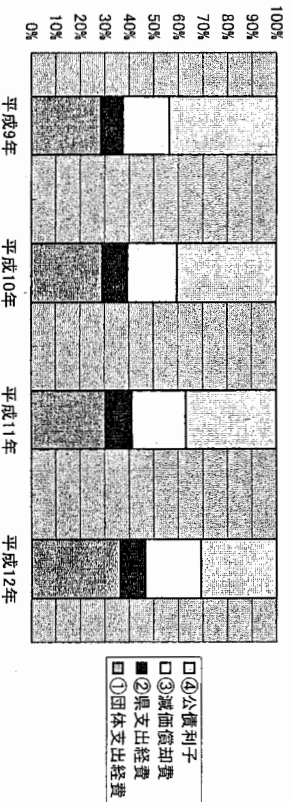 100%
90%
80%
70%
60%
50%
40%
30%
20%
10%
0%
平成9年
平成10年
平成11年
平成12年
④公債利子
③減価償却費
②県支出経費
①団体支出経費